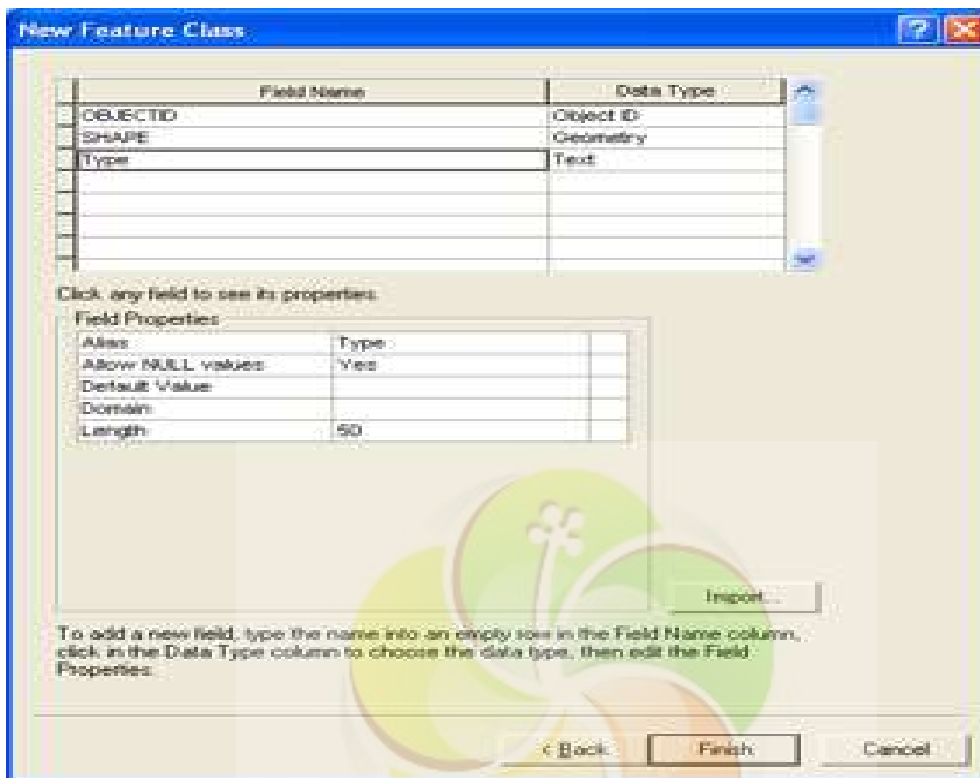 New Feature Class
Field Name Data Type
OBJECTID Object ID
SHAPE Geometry
Type Text
Click any field to see its properties.
Field Properties
Alias Type
Allow NULL values Yes
Default Value
Domain
Length 50
Import...
To add a new field, type the name into an empty row in the Field Name column,
click in the Data Type column to choose the data type, then edit the Field
Properties.
< Back Finish Cancel